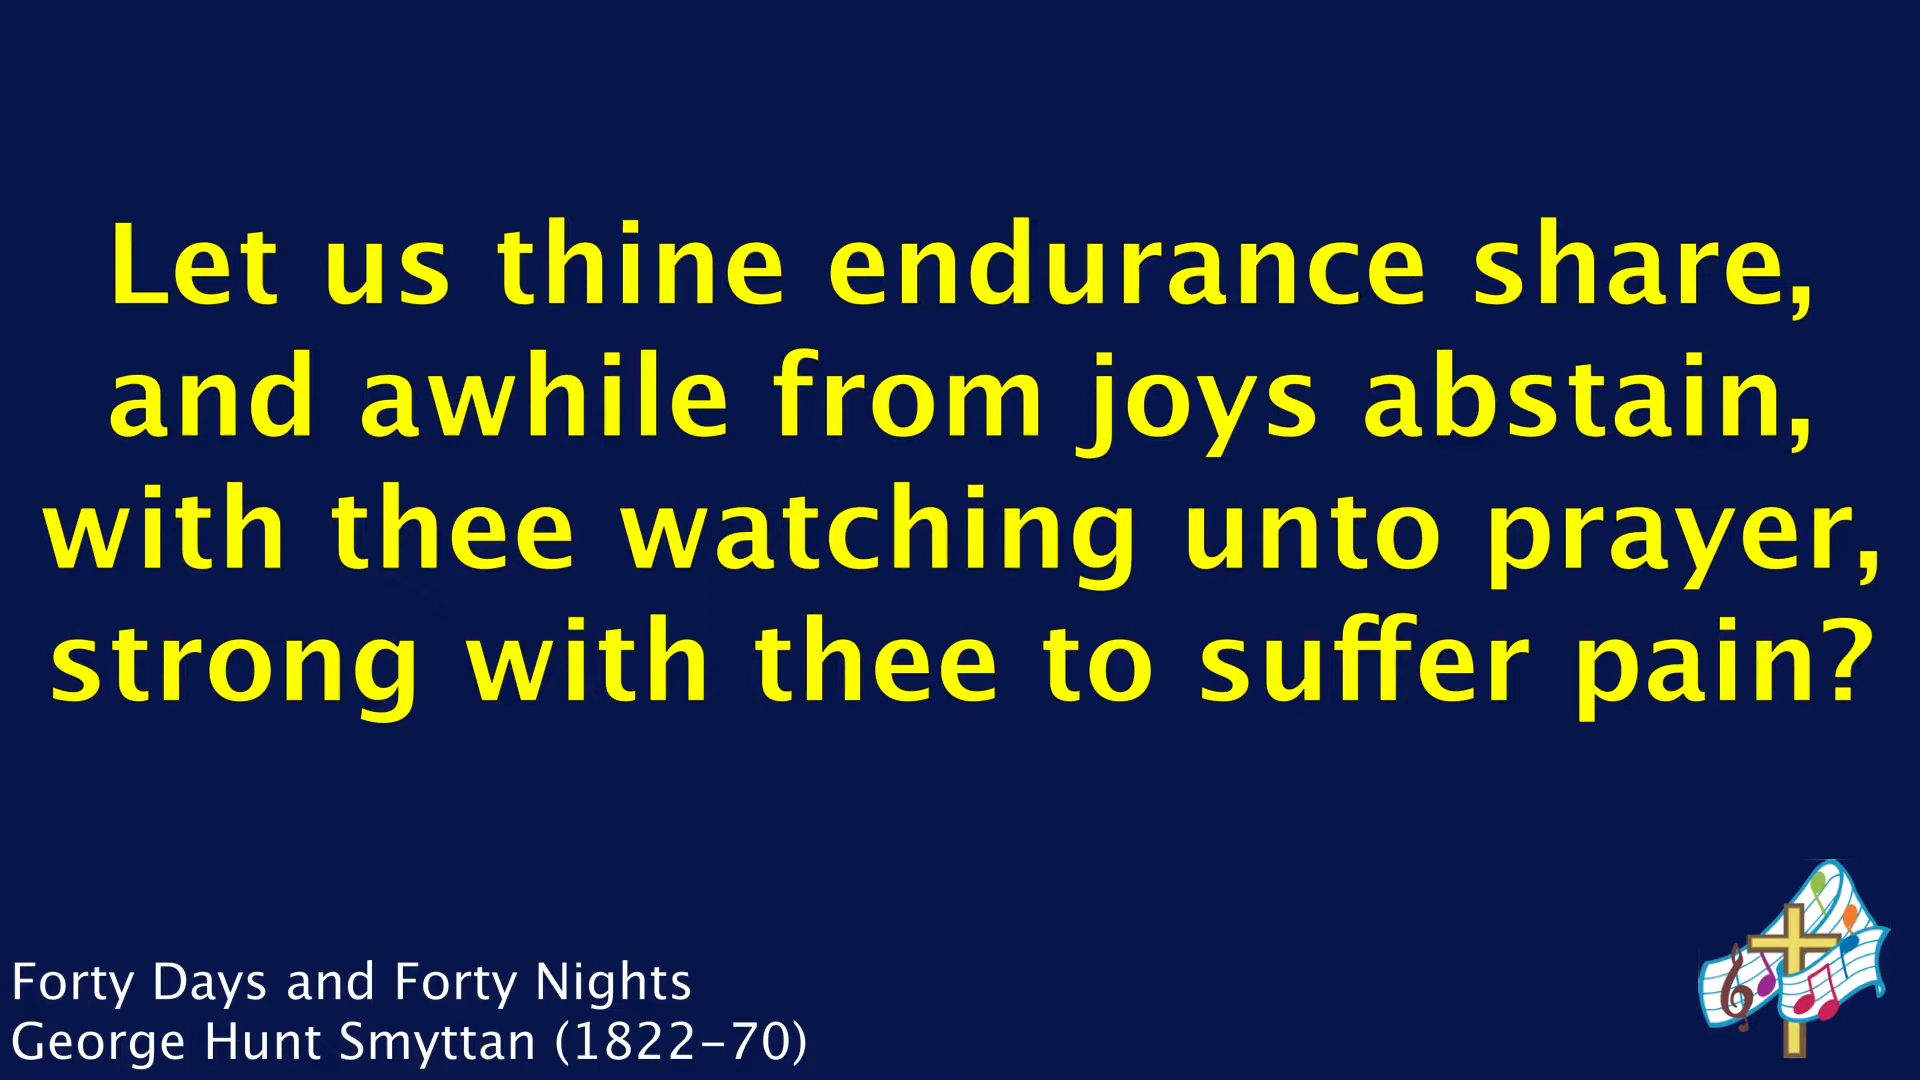 Let us thine endurance share,
and awhile from joys abstain,
with thee watching unto prayer,
strong with thee to suffer pain?
Forty Days and Forty Nights
George Hunt Smyttan (1822–70)